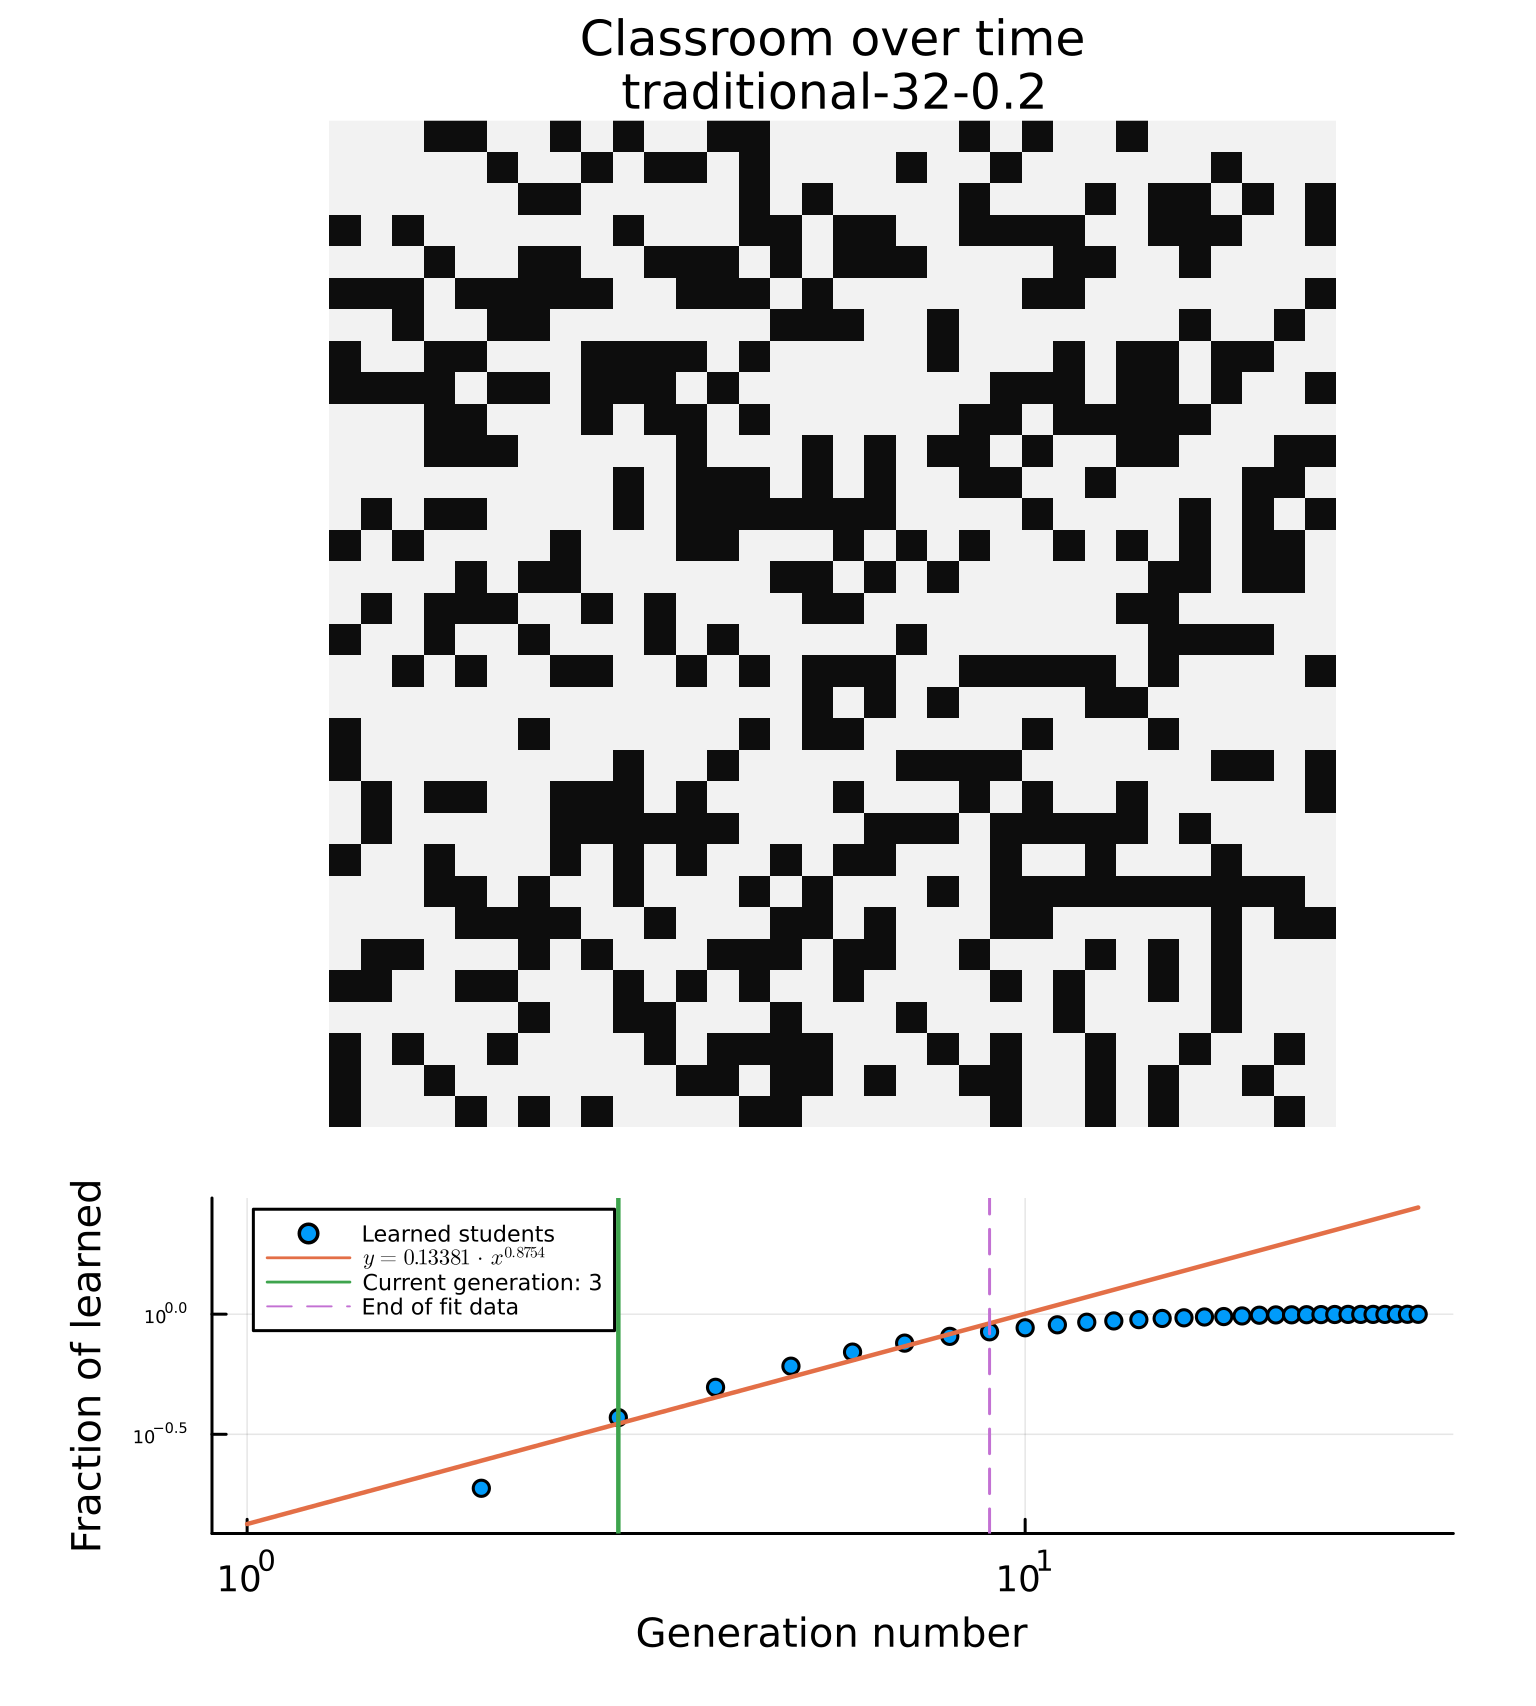 Classroom over time
traditional-32-0.2
Learned students
y = 0.13381 · x^0.8754
Current generation: 3
End of fit data
10^0.0
10^−0.5
Fraction of learned
10^0
10^1
Generation number